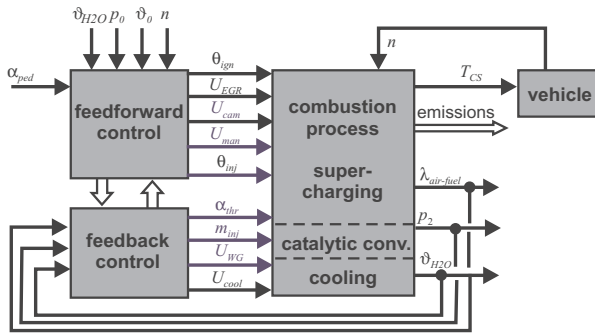 ϑH2O p0 ϑ0 n
αped
feedforward
control
θign
UEGR
Ucam
Uman
θinj
n
combustion
process
super-
charging
catalytic conv.
cooling
TCS
vehicle
emissions
λair-fuel
p2
ϑH2O
feedback
control
αthr
minj
UWG
Ucool